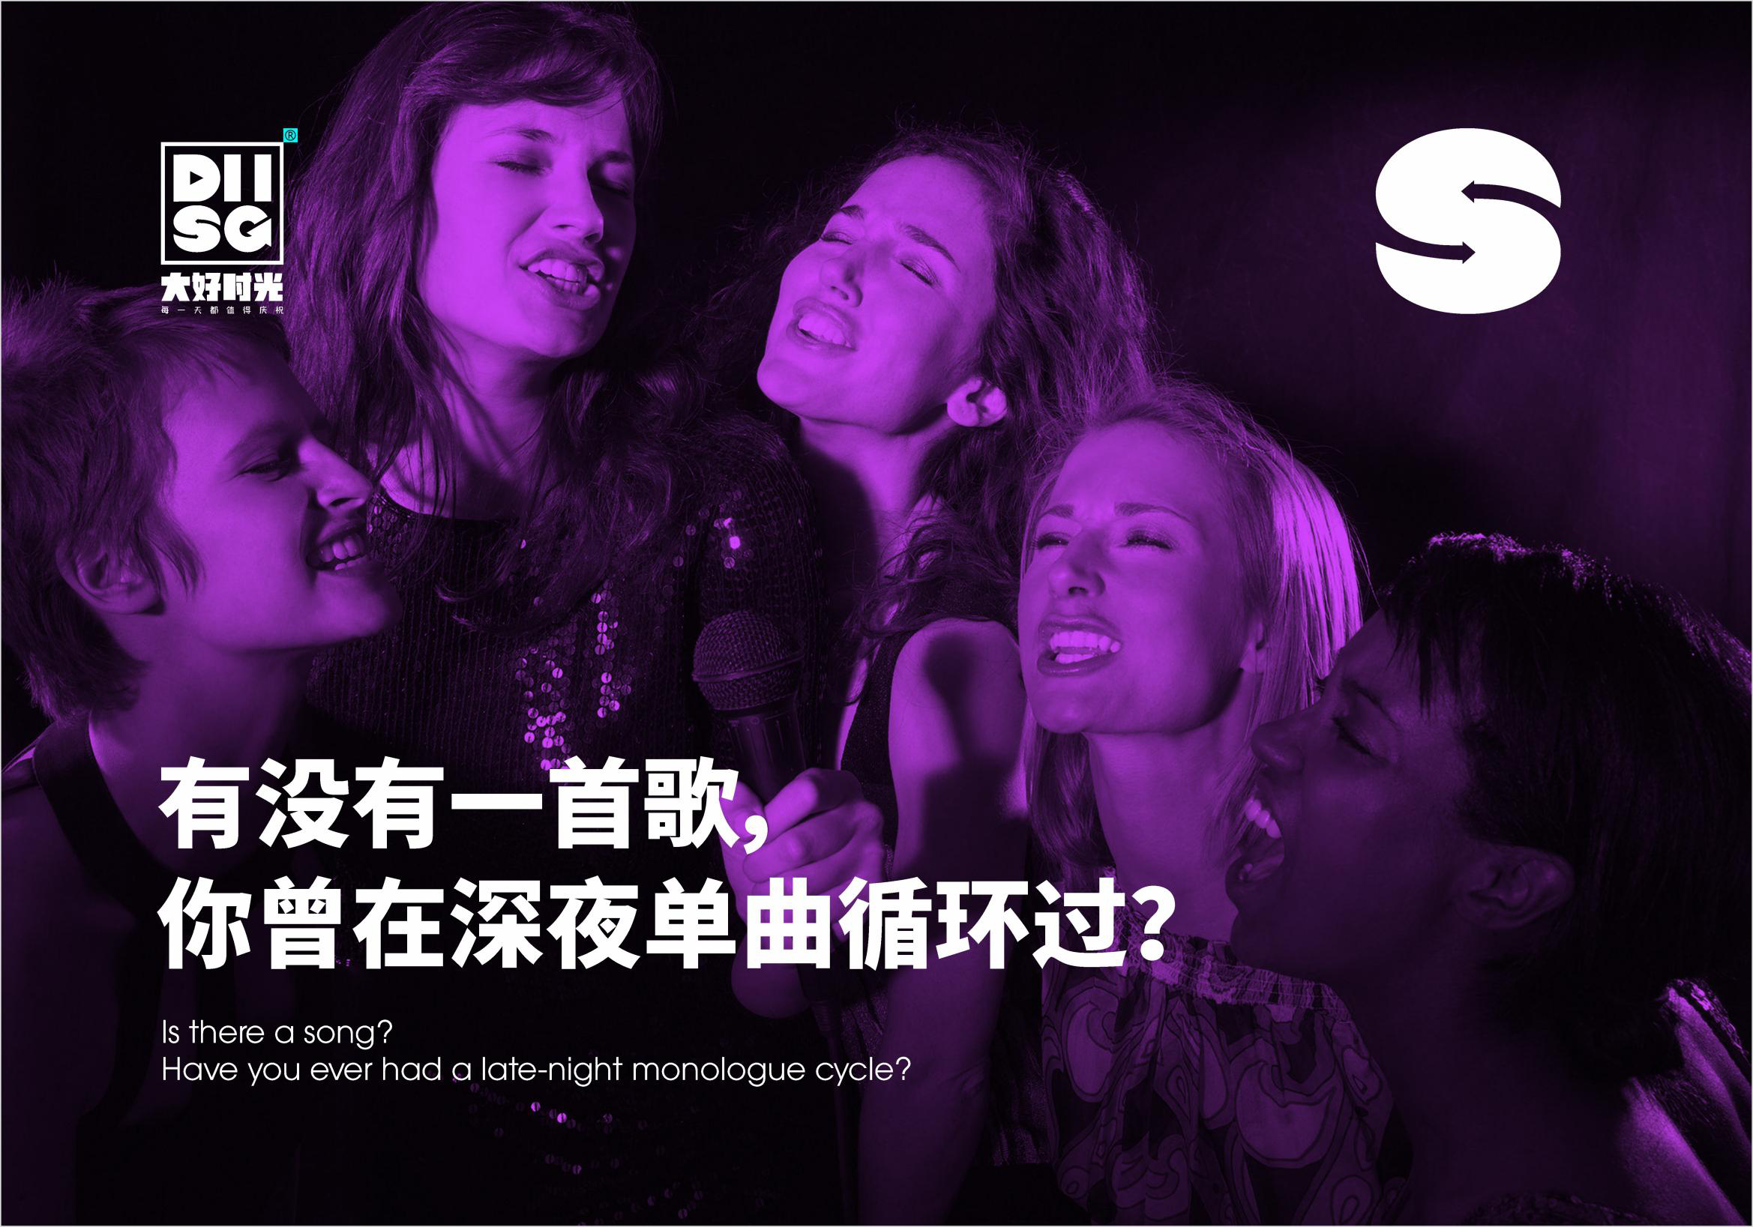 ®
DIISG
大好时光
每一天都值得庆祝
S
有没有一首歌，
你曾在深夜单曲循环过？
Is there a song?
Have you ever had a late-night monologue cycle?